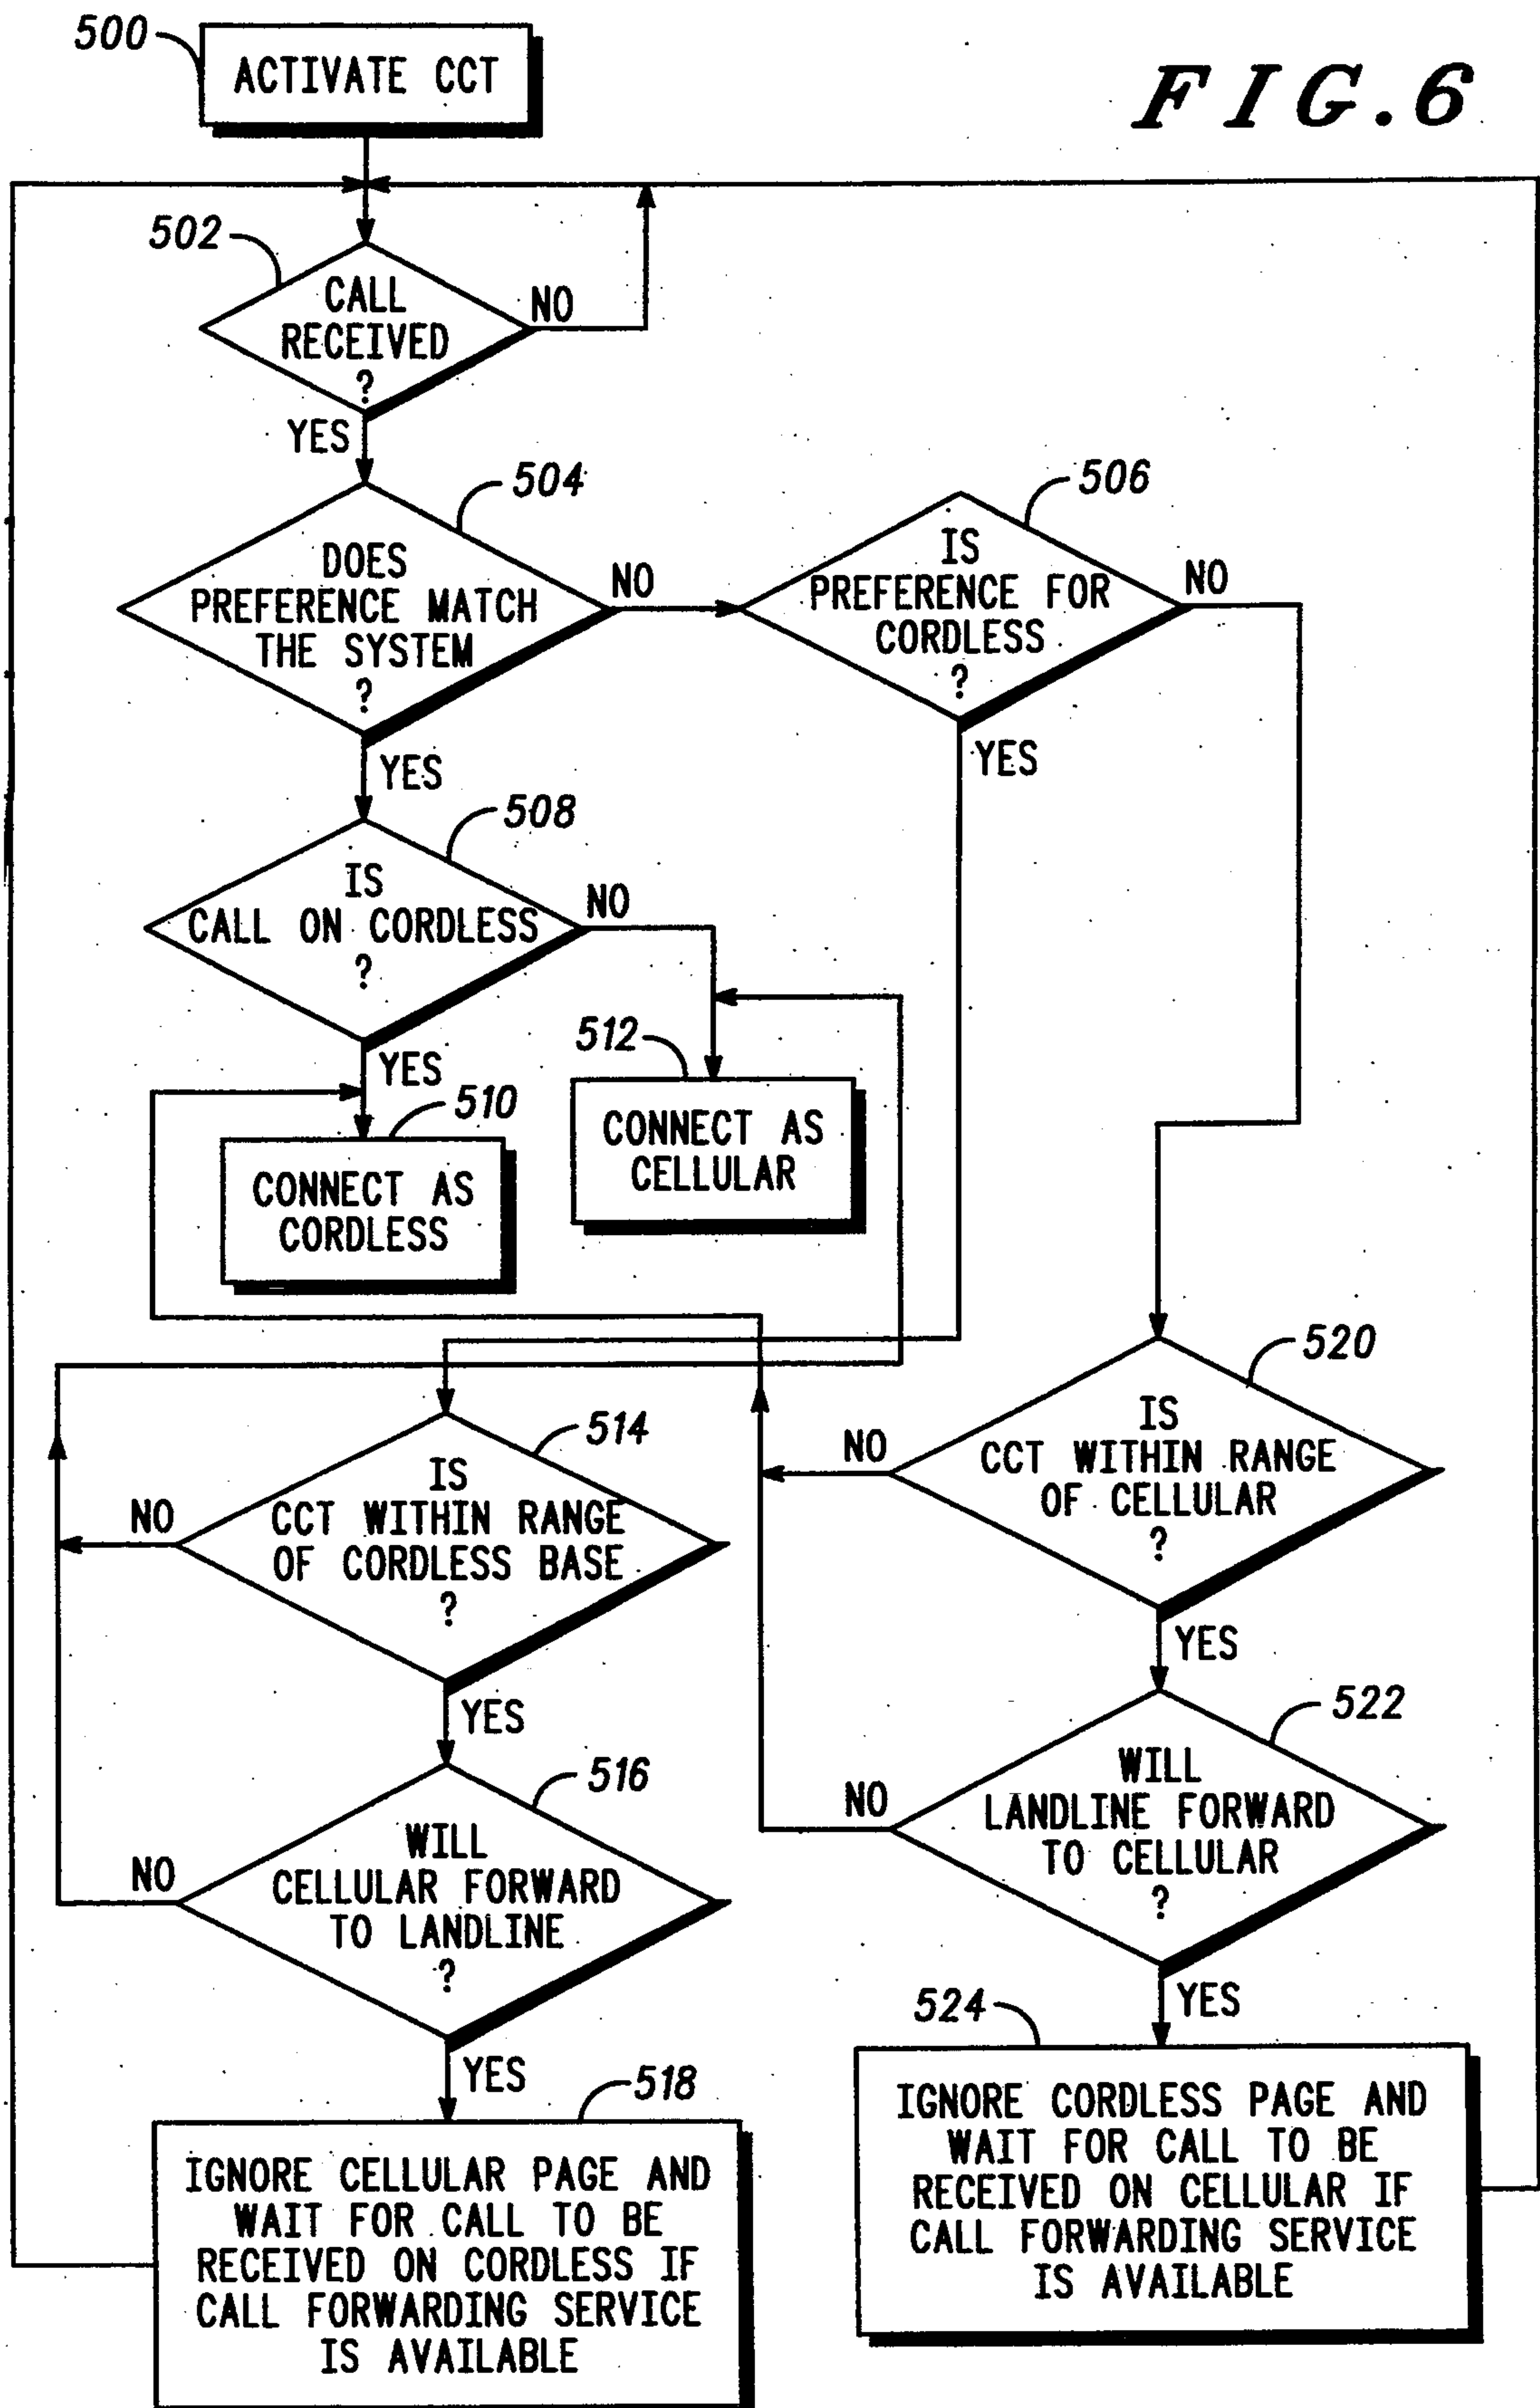 500
ACTIVATE CCT
FIG.6
502
CALL
RECEIVED
?
NO
YES
504
DOES
PREFERENCE MATCH
THE SYSTEM
?
NO
506
IS
PREFERENCE FOR
CORDLESS
?
NO
YES
YES
508
IS
CALL ON CORDLESS
?
NO
YES
510
CONNECT AS
CORDLESS
512
CONNECT AS
CELLULAR
514
IS
CCT WITHIN RANGE
OF CORDLESS BASE
?
NO
YES
516
WILL
CELLULAR FORWARD
TO LANDLINE
?
NO
YES
518
IGNORE CELLULAR PAGE AND
WAIT FOR CALL TO BE
RECEIVED ON CORDLESS IF
CALL FORWARDING SERVICE
IS AVAILABLE
520
IS
CCT WITHIN RANGE
OF CELLULAR
?
NO
YES
522
WILL
LANDLINE FORWARD
TO CELLULAR
?
NO
YES
524
IGNORE CORDLESS PAGE AND
WAIT FOR CALL TO BE
RECEIVED ON CELLULAR IF
CALL FORWARDING SERVICE
IS AVAILABLE